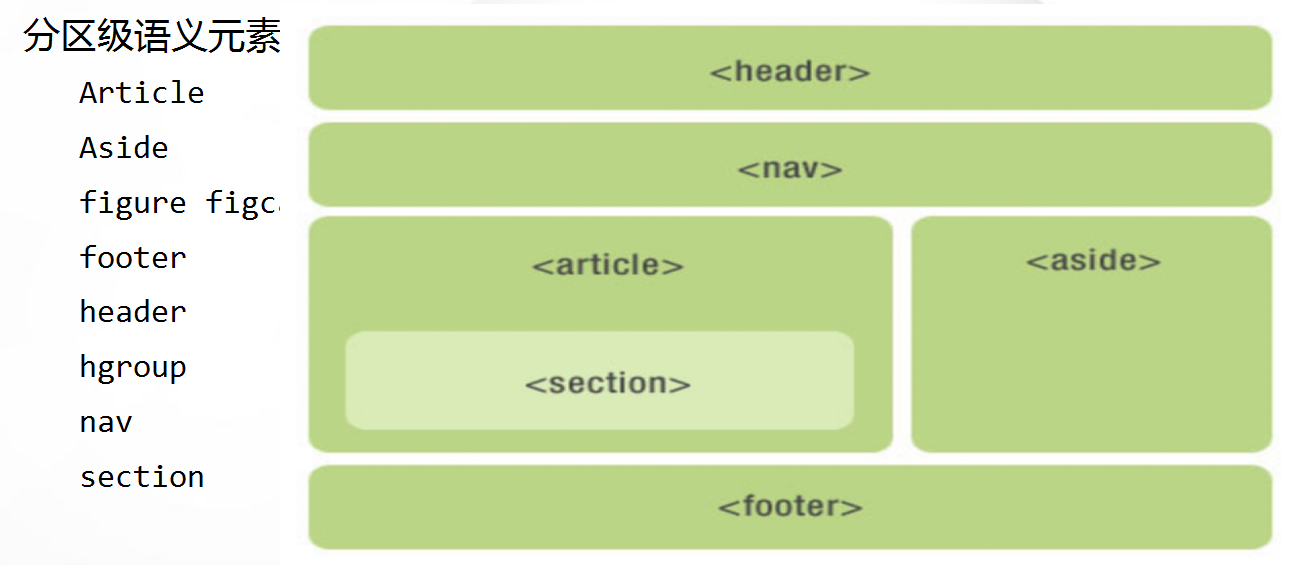 分区级语义元素
Article
Aside
figure
footer
header
hgroup
nav
section
<header>
<nav>
<article>
<aside>
<section>
<footer>